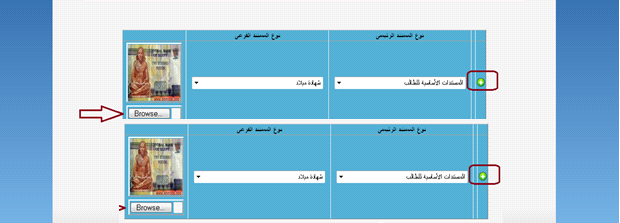 نوع المستند الرئيسي
نوع المستند الفرعي
المستندات الأساسية للطالب
شهادة ميلاد
Browse...
نوع المستند الرئيسي
نوع المستند الفرعي
المستندات الأساسية للطالب
شهادة ميلاد
Browse...